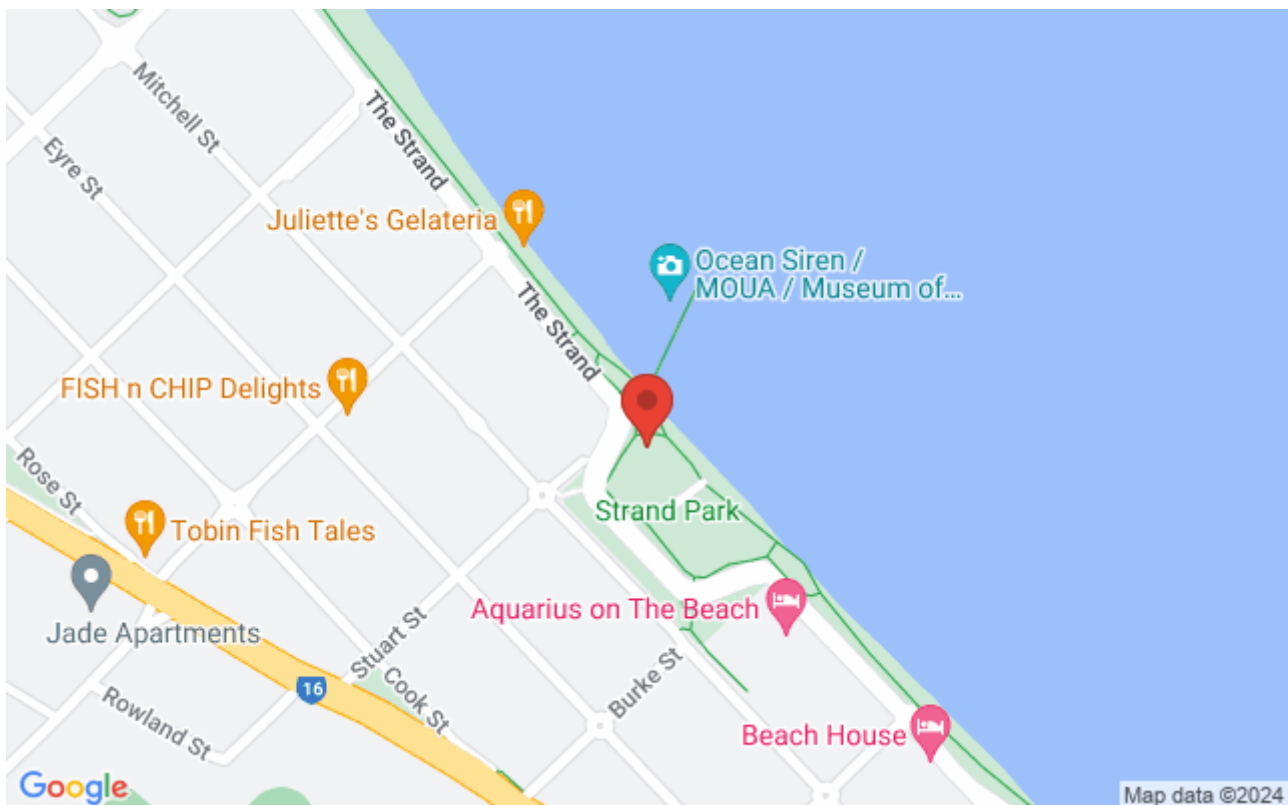 Mitchell St
The Strand
Eyre St
Juliette's Gelateria
Ocean Siren /
MOUA / Museum of...
The Strand
FISH n CHIP Delights
Rose St
Strand Park
Tobin Fish Tales
Aquarius on The Beach
Jade Apartments
Stuart St
16
Cook St
Burke St
Rowland St
Beach House
Google
Map data ©2024